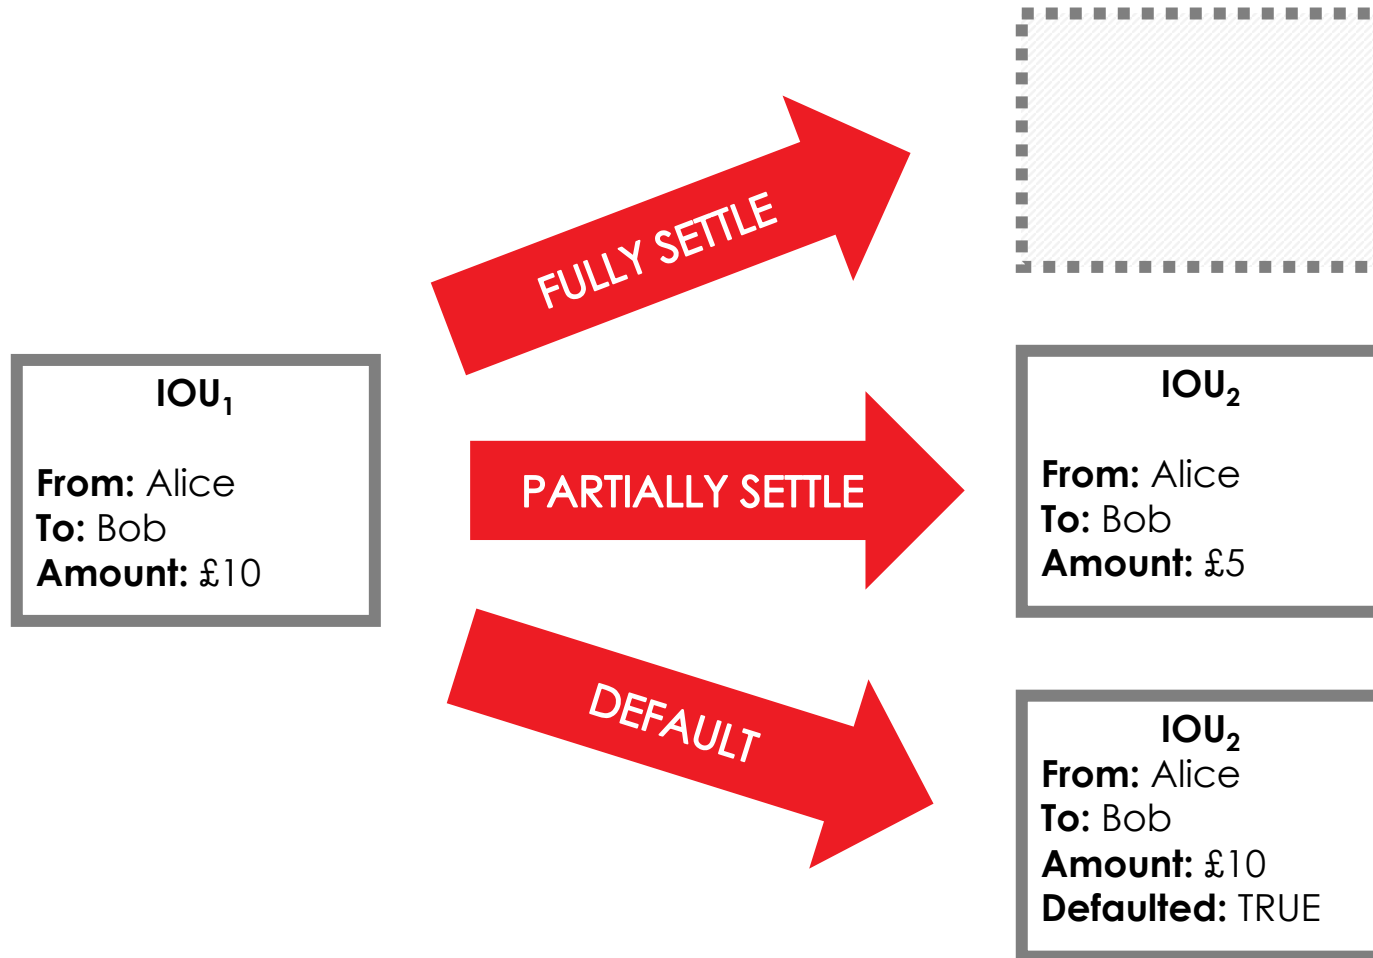 FULLY SETTLE
IOU₁
From: Alice
To: Bob
Amount: £10
PARTIALLY SETTLE
IOU₂
From: Alice
To: Bob
Amount: £5
DEFAULT
IOU₂
From: Alice
To: Bob
Amount: £10
Defaulted: TRUE